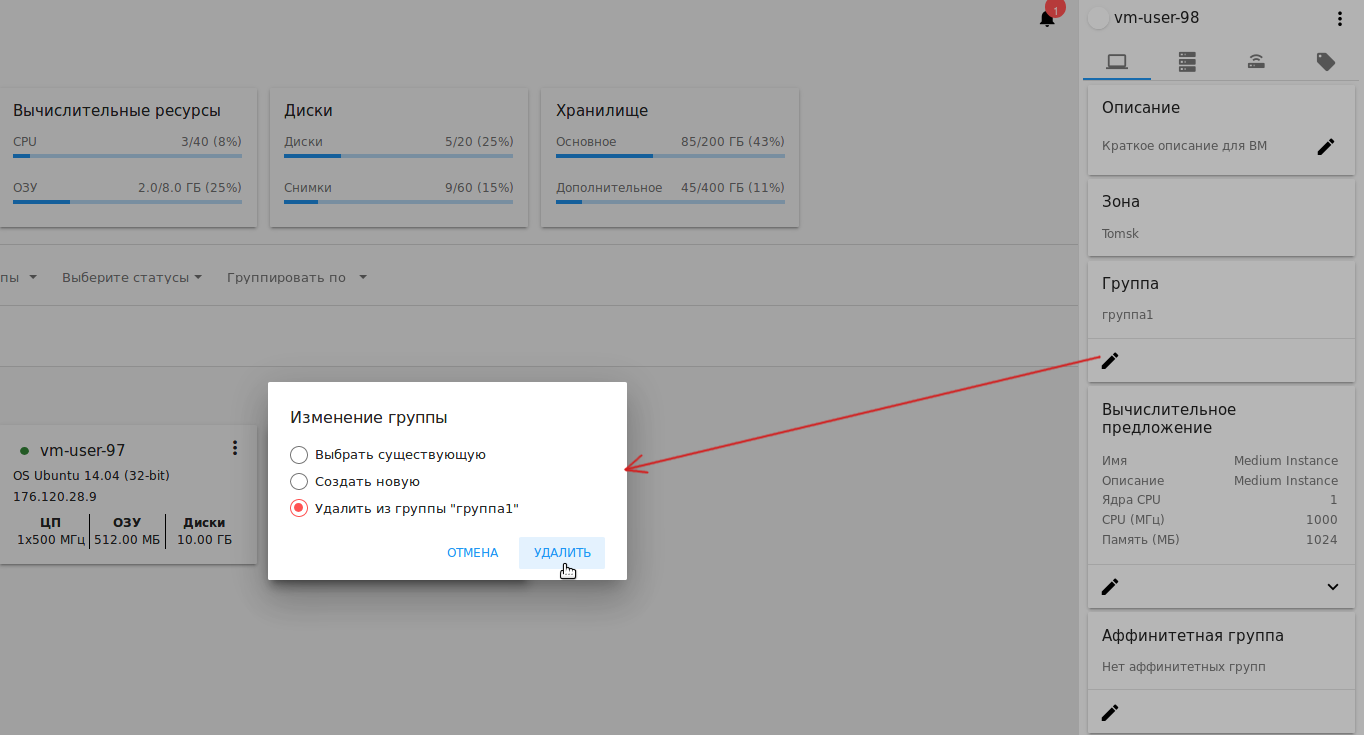 1
vm-user-98
Вычислительные ресурсы
CPU 3/40 (8%)
ОЗУ 2.0/8.0 ГБ (25%)
Диски
Диски 5/20 (25%)
Снимки 9/60 (15%)
Хранилище
Основное 85/200 ГБ (43%)
Дополнительное 45/400 ГБ (11%)
пы Выберите статусы Группировать по
vm-user-97
OS Ubuntu 14.04 (32-bit)
176.120.28.9
ЦП ОЗУ Диски
1x500 МГц 512.00 МБ 10.00 ГБ
Изменение группы
Выбрать существующую
Создать новую
Удалить из группы "группа1"
ОТМЕНА УДАЛИТЬ
Описание
Краткое описание для ВМ
Зона
Tomsk
Группа
группа1
Вычислительное
предложение
Имя Medium Instance
Описание Medium Instance
Ядра CPU 1
CPU (МГц) 1000
Память (МБ) 1024
Аффинитетная группа
Нет аффинитетных групп